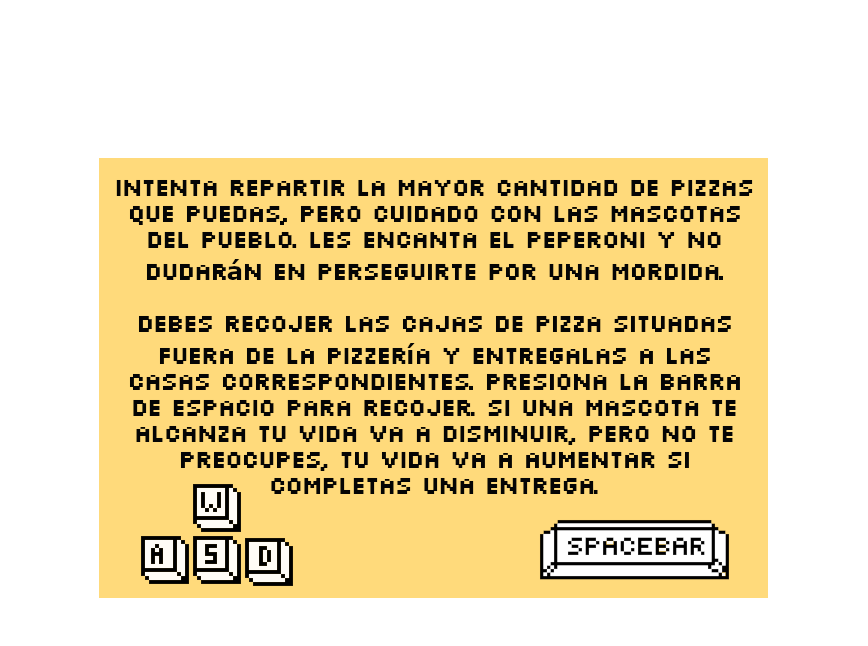 INTENTA REPARTIR LA MAYOR CANTIDAD DE PIZZAS
QUE PUEDAS, PERO CUIDADO CON LAS MASCOTAS
DEL PUEBLO. LES ENCANTA EL PEPERONI Y NO
DUDARáN EN PERSEGUIRTE POR UNA MORDIDA.
DEBES RECOJER LAS CAJAS DE PIZZA SITUADAS
FUERA DE LA PIZZERíA Y ENTREGALAS A LAS
CASAS CORRESPONDIENTES. PRESIONA LA BARRA
DE ESPACIO PARA RECOJER. SI UNA MASCOTA TE
ALCANZA TU VIDA VA A DISMINUIR, PERO NO TE
PREOCUPES, TU VIDA VA A AUMENTAR SI
COMPLETAS UNA ENTREGA.
W
A S D
SPACEBAR